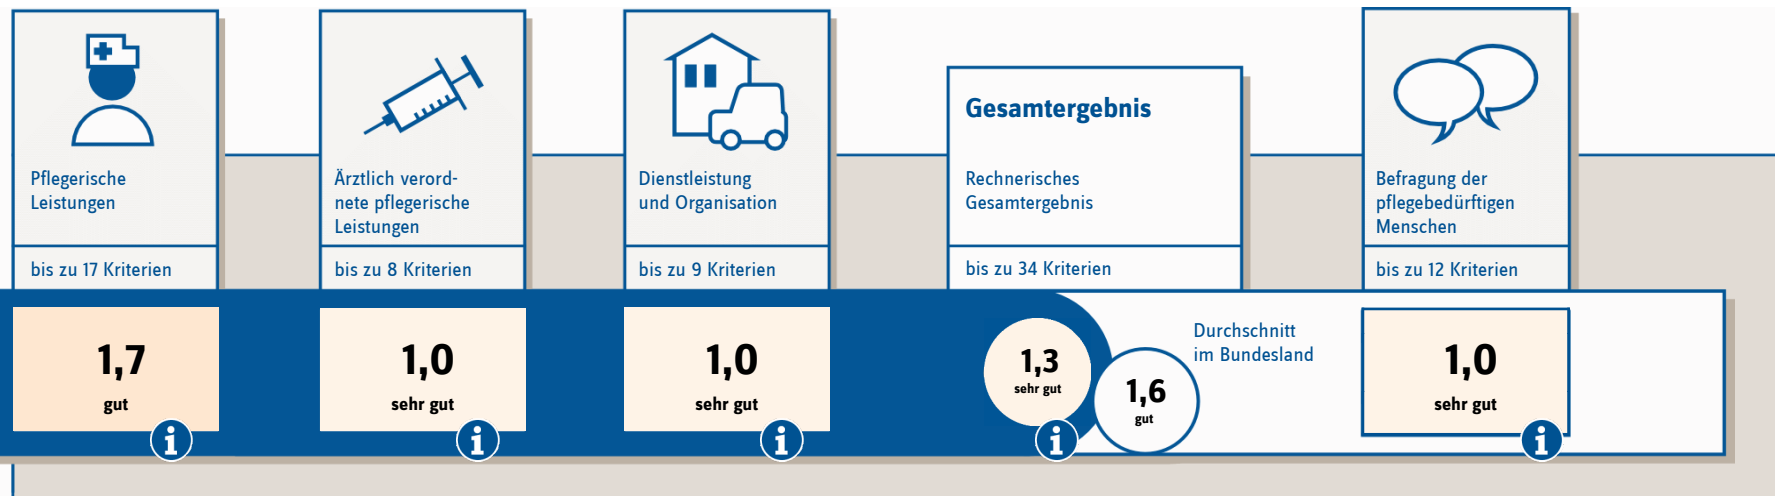 Pflegerische
Leistungen
bis zu 17 Kriterien
1,7
gut
Ärztlich verord-
nete pflegerische
Leistungen
bis zu 8 Kriterien
1,0
sehr gut
Dienstleistung
und Organisation
bis zu 9 Kriterien
1,0
sehr gut
Gesamtergebnis
Rechnerisches
Gesamtergebnis
bis zu 34 Kriterien
1,3
sehr gut
1,6
gut
Durchschnitt
im Bundesland
Befragung der
pflegebedürftigen
Menschen
bis zu 12 Kriterien
1,0
sehr gut